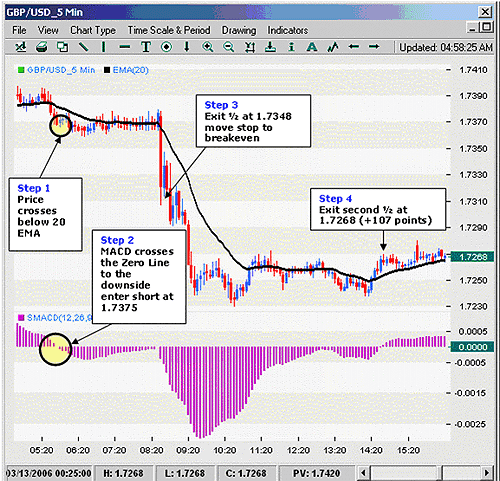 GBP/USD_5 Min
File View Chart Type Time Scale & Period Drawing Indicators
Updated: 04:58:25 AM
GBP/USD_5 Min EMA(20)
1.7410
1.7390
1.7370
1.7350
1.7330
1.7310
1.7290
1.7268
1.7250
1.7230
Step 1
Price
crosses
below 20
EMA
Step 2
MACD crosses
the Zero Line
to the
downside
enter short at
1.7375
Step 3
Exit ½ at 1.7348
move stop to
breakeven
Step 4
Exit second ½ at
1.7268 (+107 points)
SMACD(12,26,9
0.0005
0.0000
-0.0005
-0.0015
-0.0025
05:20 06:20 07:20 08:20 09:20 10:20 11:20 12:20 13:20 14:20 15:20
03/13/2006 00:25:00 H: 1.7268 L: 1.7268 C: 1.7268 PV: 1.7420